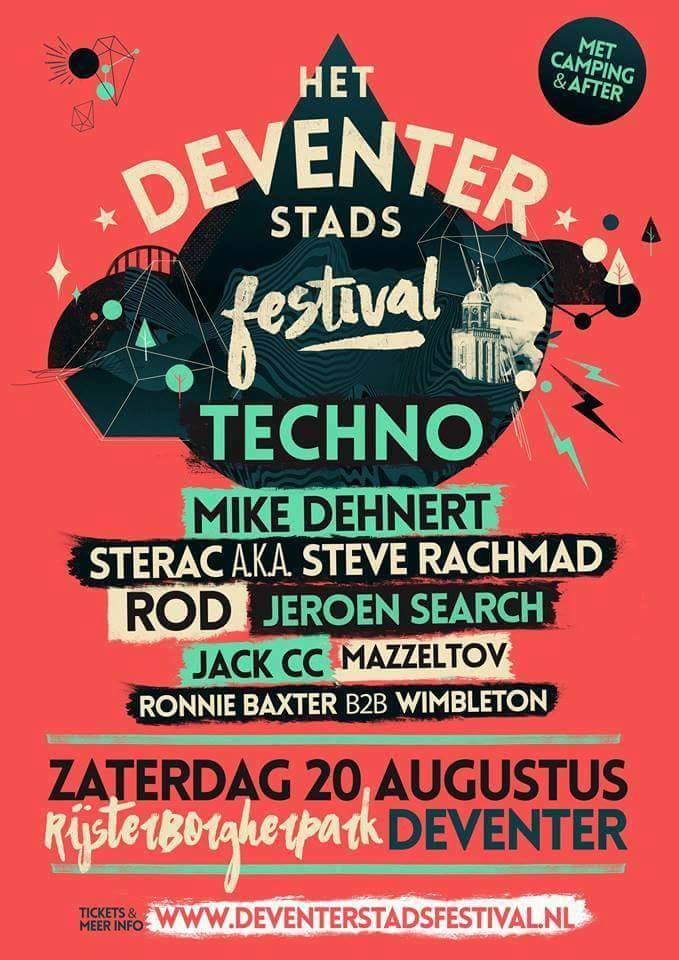 HET
DEVENTER
STADS
festival
MET
CAMPING
& AFTER
TECHNO
MIKE DEHNERT
STERAC A.K.A. STEVE RACHMAD
ROD JEROEN SEARCH
JACK CC MAZZELTOV
RONNIE BAXTER B2B WIMBLETON
ZATERDAG 20 AUGUSTUS
RijsterBorgherpark DEVENTER
TICKETS &
MEER INFO WWW.DEVENTERSTADSFESTIVAL.NL